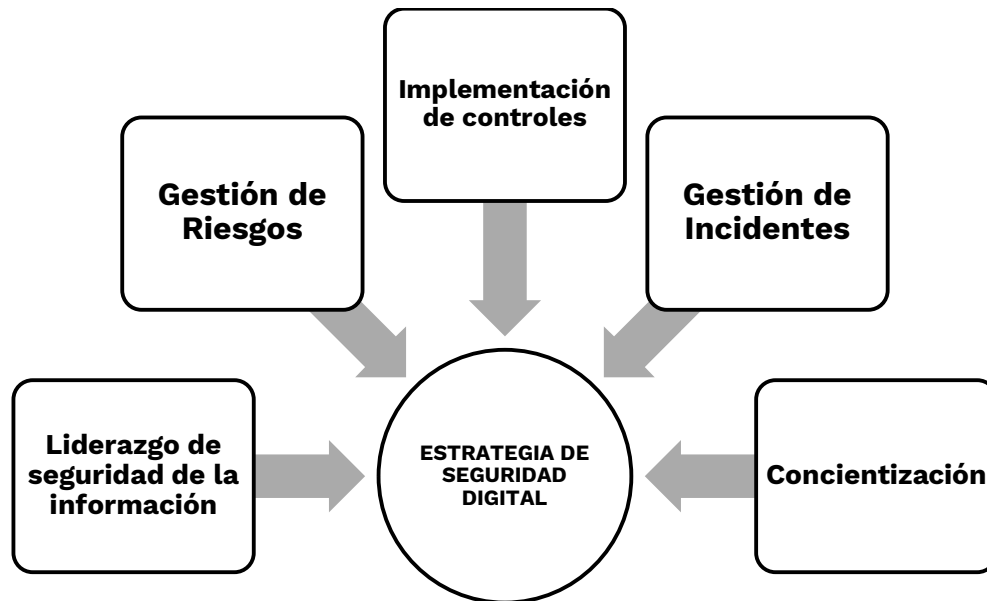 Implementación
de controles
Gestión de
Riesgos
Gestión de
Incidentes
Liderazgo de
seguridad de la
información
ESTRATEGIA DE
SEGURIDAD
DIGITAL
Concientización